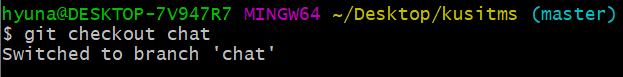 hyuna@DESKTOP-7V947R7 MINGW64 ~/Desktop/kusitms (master)
$ git checkout chat
Switched to branch 'chat'